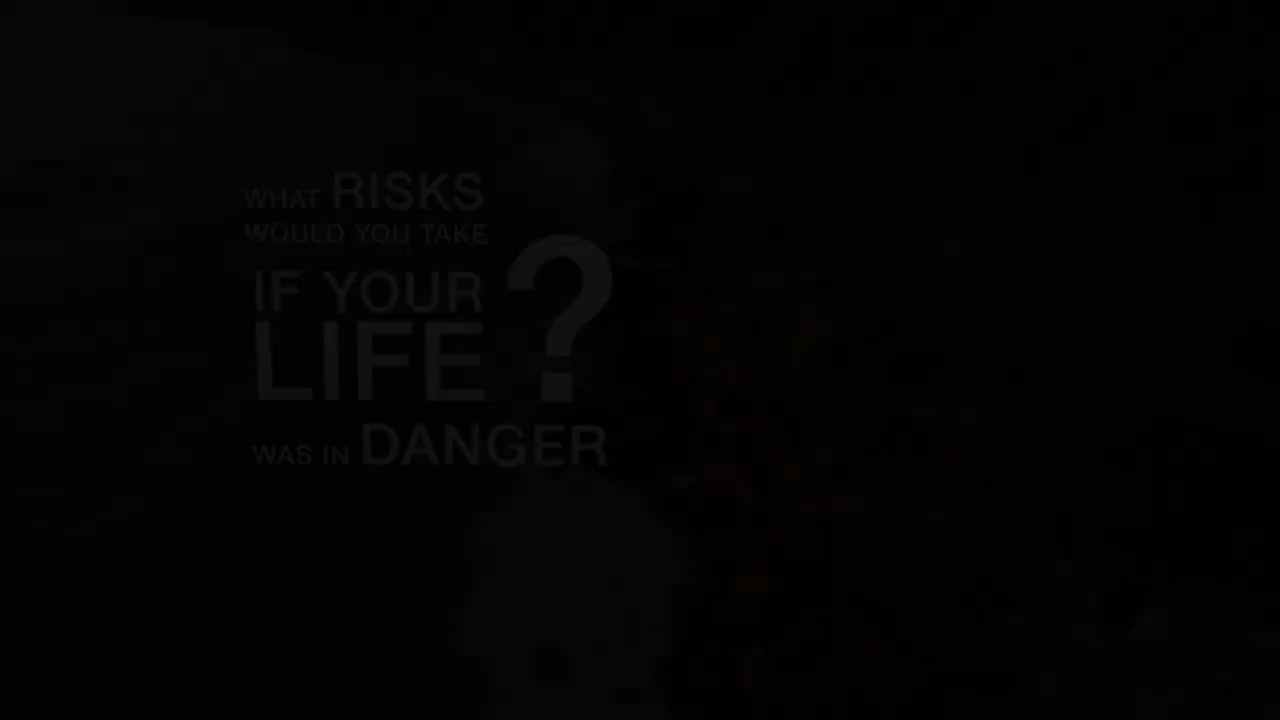 WHAT RISKS
WOULD YOU TAKE
IF YOUR
LIFE ?
WAS IN DANGER